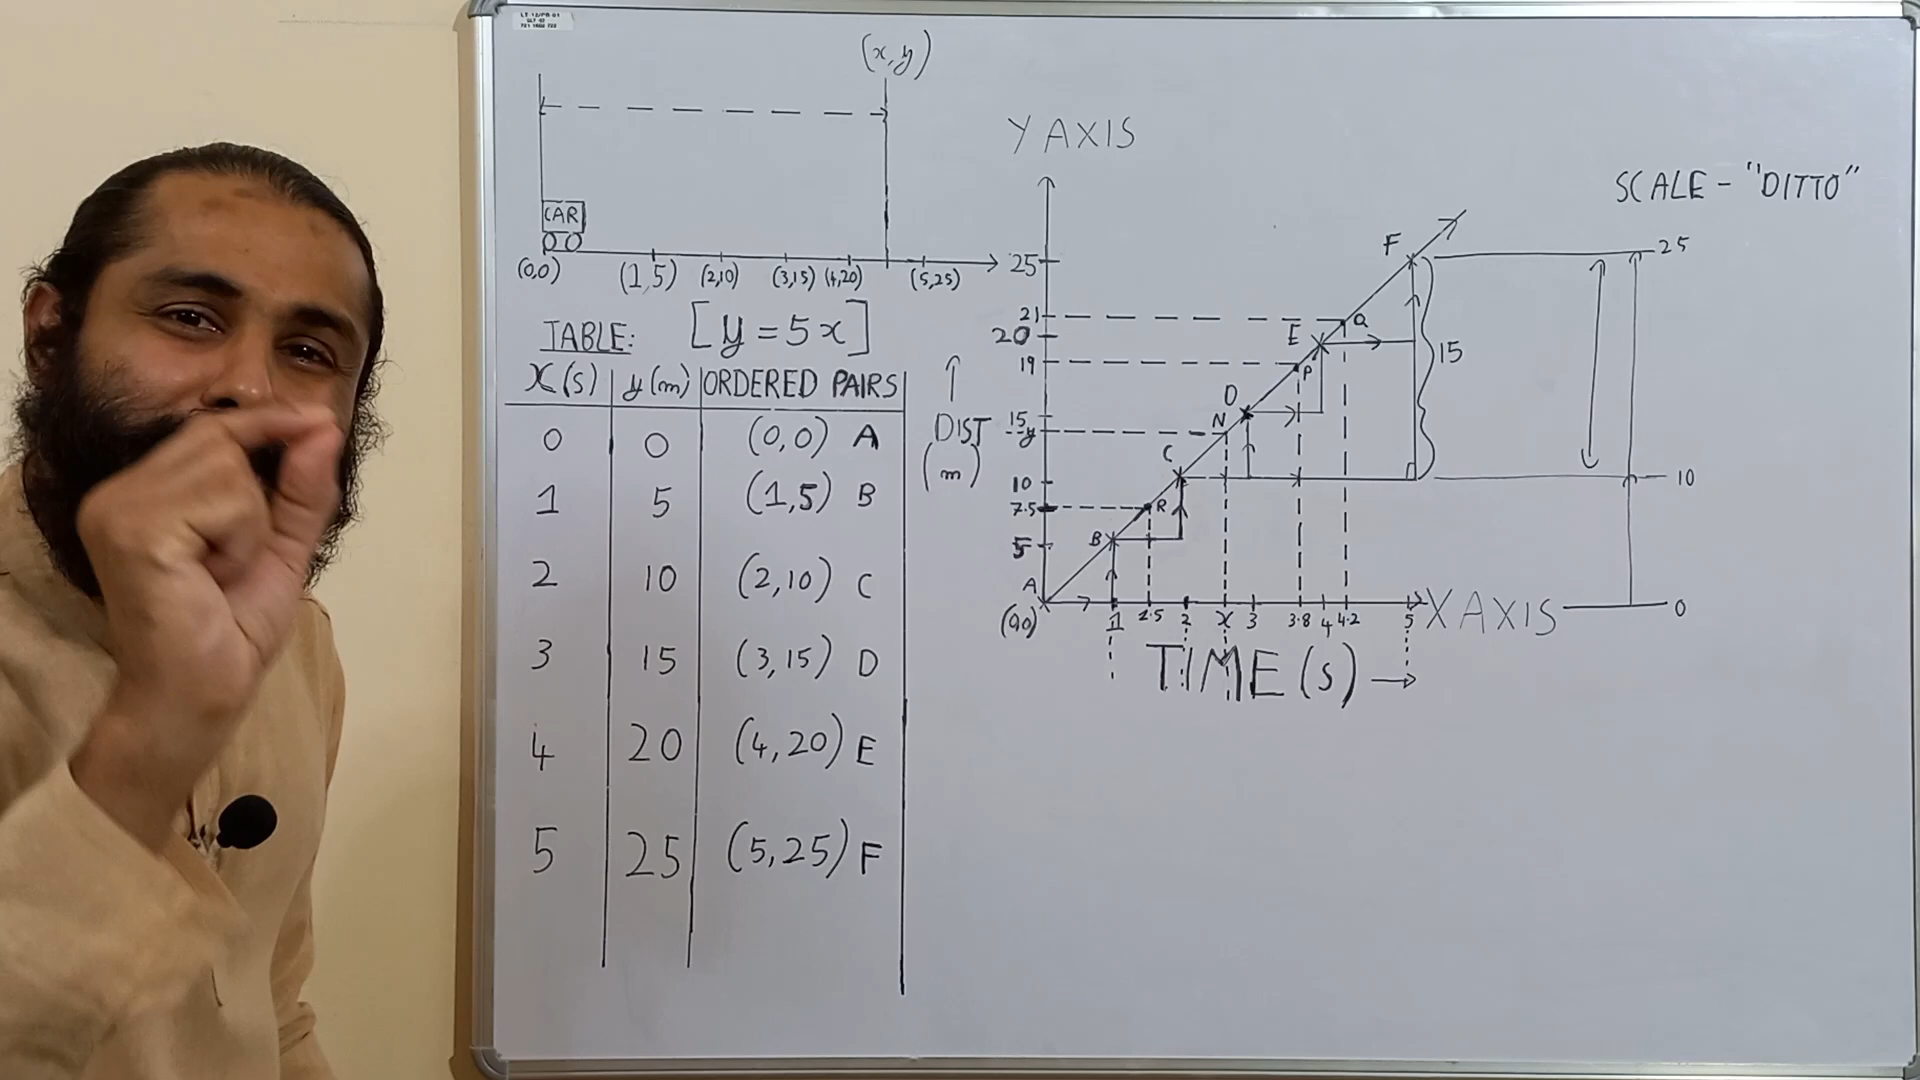 (x,y)
CAR
(0,0) (1,5) (2,10) (3,15) (4,20) (5,25)
TABLE: [y=5x]
X(s) y(m) ORDERED PAIRS
0 0 (0,0) A
1 5 (1,5) B
2 10 (2,10) C
3 15 (3,15) D
4 20 (4,20) E
5 25 (5,25) F
Y AXIS
SCALE - "DITTO"
25
21
20
19
15
y
10
7.5
5
DIST
(m)
A
B
R
C
N
D
P
E
Q
F
15
25
10
0
(0,0) 1 1.5 2 x 3 3.8 4 4.2 5
X AXIS
TIME (s)